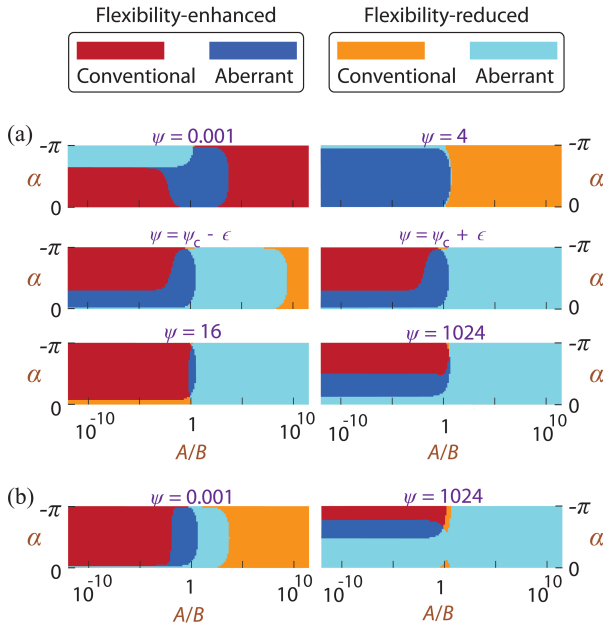 Flexibility-enhanced Flexibility-reduced
Conventional Aberrant Conventional Aberrant
(a)
ψ = 0.001 ψ = 4
-π -π
α α
0 0
ψ = ψc - ϵ ψ = ψc + ϵ
-π -π
α α
0 0
ψ = 16 ψ = 1024
-π -π
α α
0 0
10^-10 1 10^10 10^-10 1 10^10
A/B A/B
(b)
ψ = 0.001 ψ = 1024
-π -π
α α
0 0
10^-10 1 10^10 10^-10 1 10^10
A/B A/B